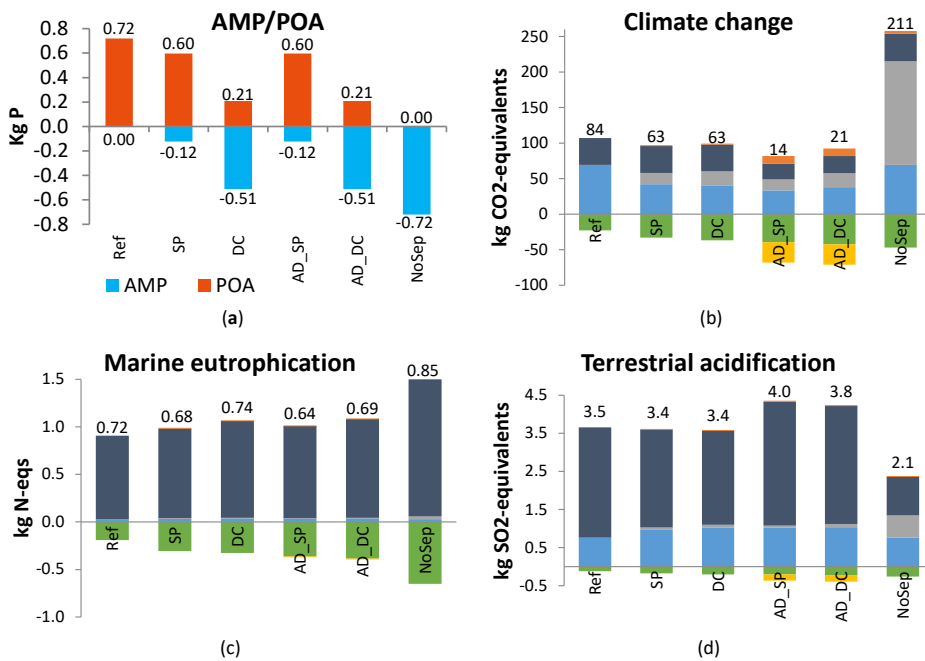 AMP/POA
Kg P
0.8
0.6
0.4
0.2
0.0
-0.2
-0.4
-0.6
-0.8
0.72 0.60 0.21 0.60 0.21 0.00
0.00 -0.12 -0.51 -0.12 -0.51 -0.72
Ref SP DC AD_SP AD_DC NoSep
AMP POA
(a)
Climate change
kg CO2-equivalents
250
200
150
100
50
0
-50
-100
84 63 63 14 21 211
Ref SP DC AD_SP AD_DC NoSep
(b)
Marine eutrophication
kg N-eqs
1.5
1.0
0.5
0.0
-0.5
-1.0
0.72 0.68 0.74 0.64 0.69 0.85
Ref SP DC AD_SP AD_DC NoSep
(c)
Terrestrial acidification
kg SO2-equivalents
4.5
3.5
2.5
1.5
0.5
-0.5
3.5 3.4 3.4 4.0 3.8 2.1
Ref SP DC AD_SP AD_DC NoSep
(d)